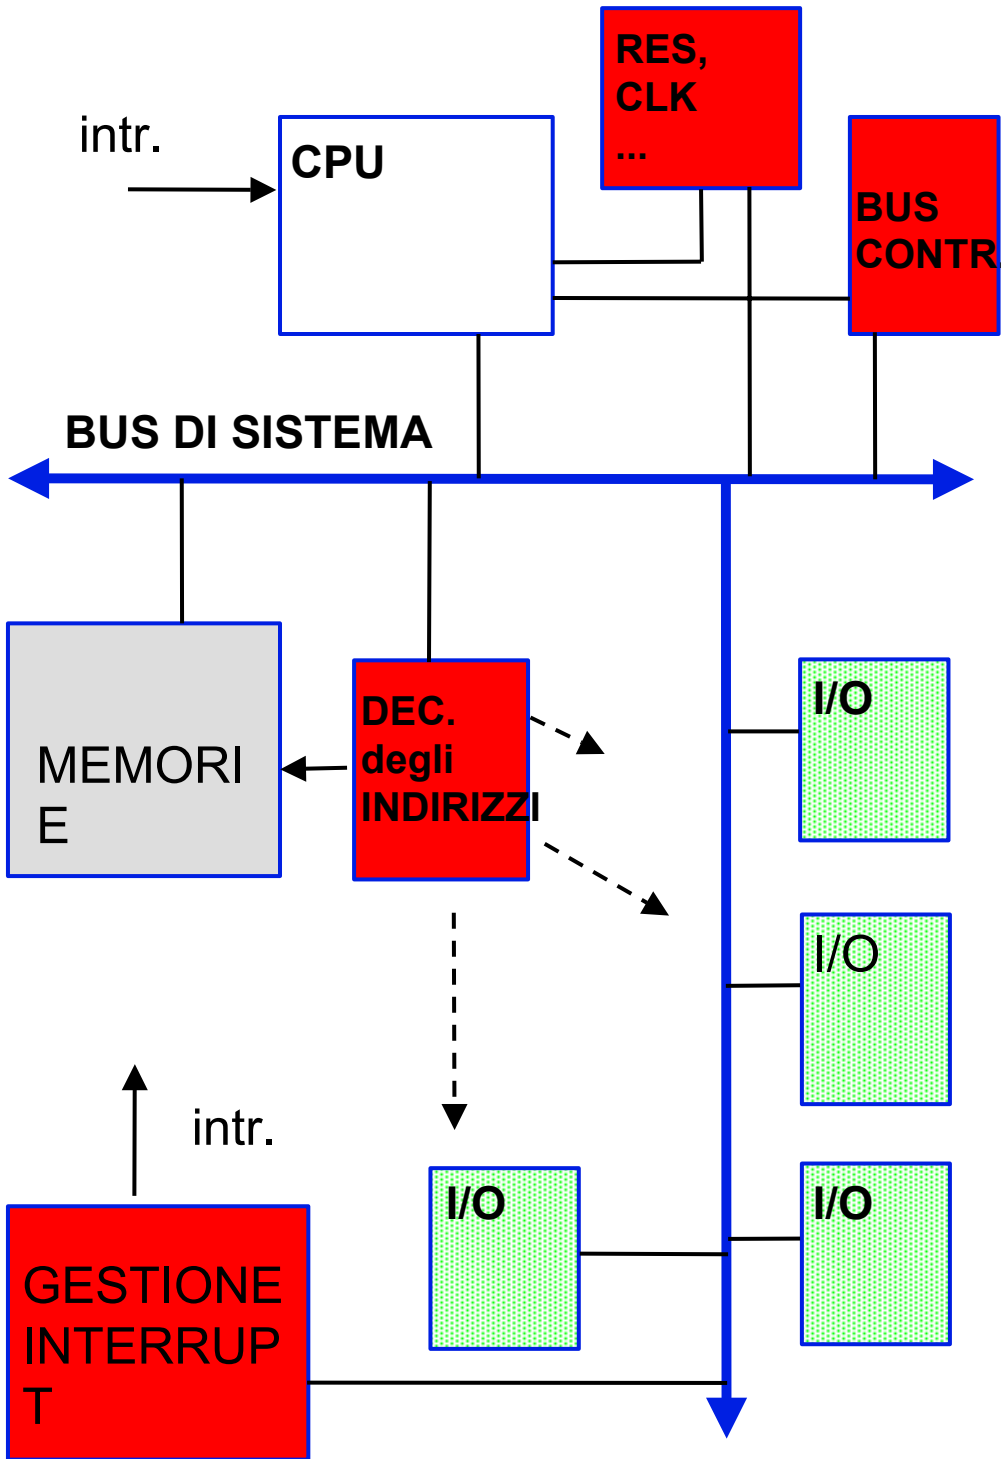 RES,
CLK
...
intr.
CPU
BUS
CONTR.
BUS DI SISTEMA
MEMORI
E
DEC.
degli
INDIRIZZI
I/O
I/O
intr.
I/O
I/O
GESTIONE
INTERRUP
T